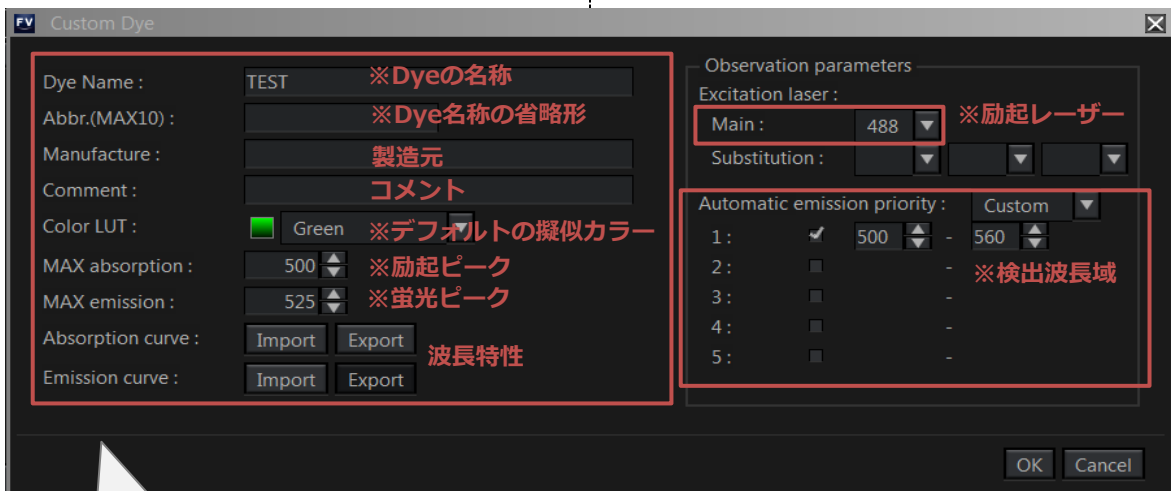 FV Custom Dye
Dye Name : TEST ※Dyeの名称
Abbr.(MAX10) : ※Dye名称の省略形
Manufacture : 製造元
Comment : コメント
Color LUT : Green ※デフォルトの擬似カラー
MAX absorption : 500 ※励起ピーク
MAX emission : 525 ※蛍光ピーク
Absorption curve : Import Export
波長特性
Emission curve : Import Export
Observation parameters
Excitation laser :
Main : 488 ※励起レーザー
Substitution :
Automatic emission priority : Custom
1 : 500 - 560
2 : -
※検出波長域
3 : -
4 : -
5 : -
OK Cancel